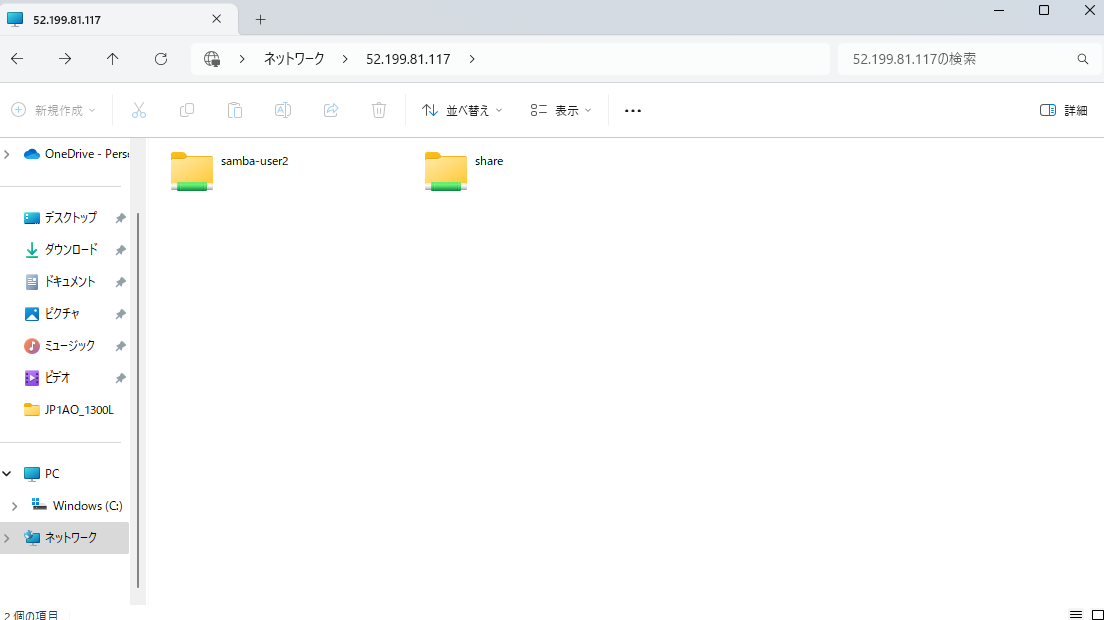 52.199.81.117
ネットワーク 52.199.81.117
52.199.81.117の検索
新規作成 並べ替え 表示 詳細
OneDrive - Perso
デスクトップ
ダウンロード
ドキュメント
ピクチャ
ミュージック
ビデオ
JP1AO_1300L
PC
Windows (C:)
ネットワーク
samba-user2
share
2 個の項目